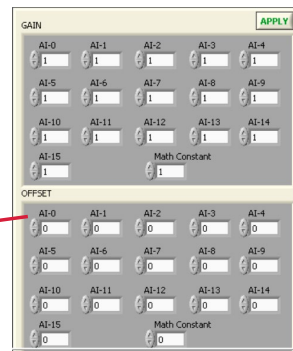 GAIN APPLY
AI-0 AI-1 AI-2 AI-3 AI-4
1 1 1 1 1
AI-5 AI-6 AI-7 AI-8 AI-9
1 1 1 1 1
AI-10 AI-11 AI-12 AI-13 AI-14
1 1 1 1 1
AI-15 Math Constant
1 1
OFFSET
AI-0 AI-1 AI-2 AI-3 AI-4
0 0 0 0 0
AI-5 AI-6 AI-7 AI-8 AI-9
0 0 0 0 0
AI-10 AI-11 AI-12 AI-13 AI-14
0 0 0 0 0
AI-15 Math Constant
0 0